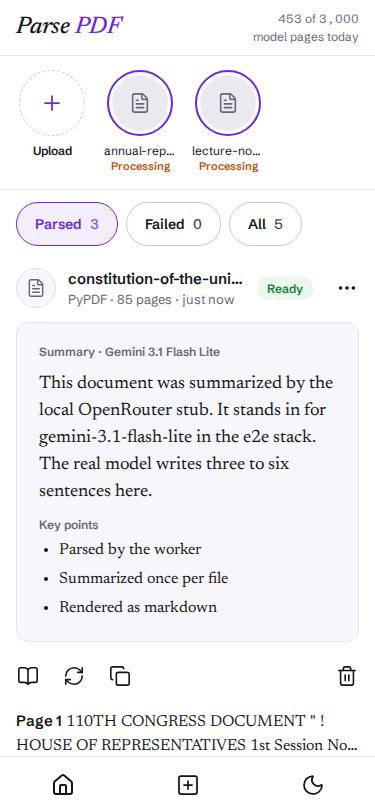 Parse PDF
453 of 3,000
model pages today
Upload
annual-rep...
lecture-no...
Processing
Processing
Parsed 3
Failed 0
All 5
constitution-of-the-uni...
PyPDF · 85 pages · just now
Ready
Summary · Gemini 3.1 Flash Lite
This document was summarized by the
local OpenRouter stub. It stands in for
gemini-3.1-flash-lite in the e2e stack.
The real model writes three to six
sentences here.
Key points
• Parsed by the worker
• Summarized once per file
• Rendered as markdown
Page 1 110TH CONGRESS DOCUMENT " !
HOUSE OF REPRESENTATIVES 1st Session No...